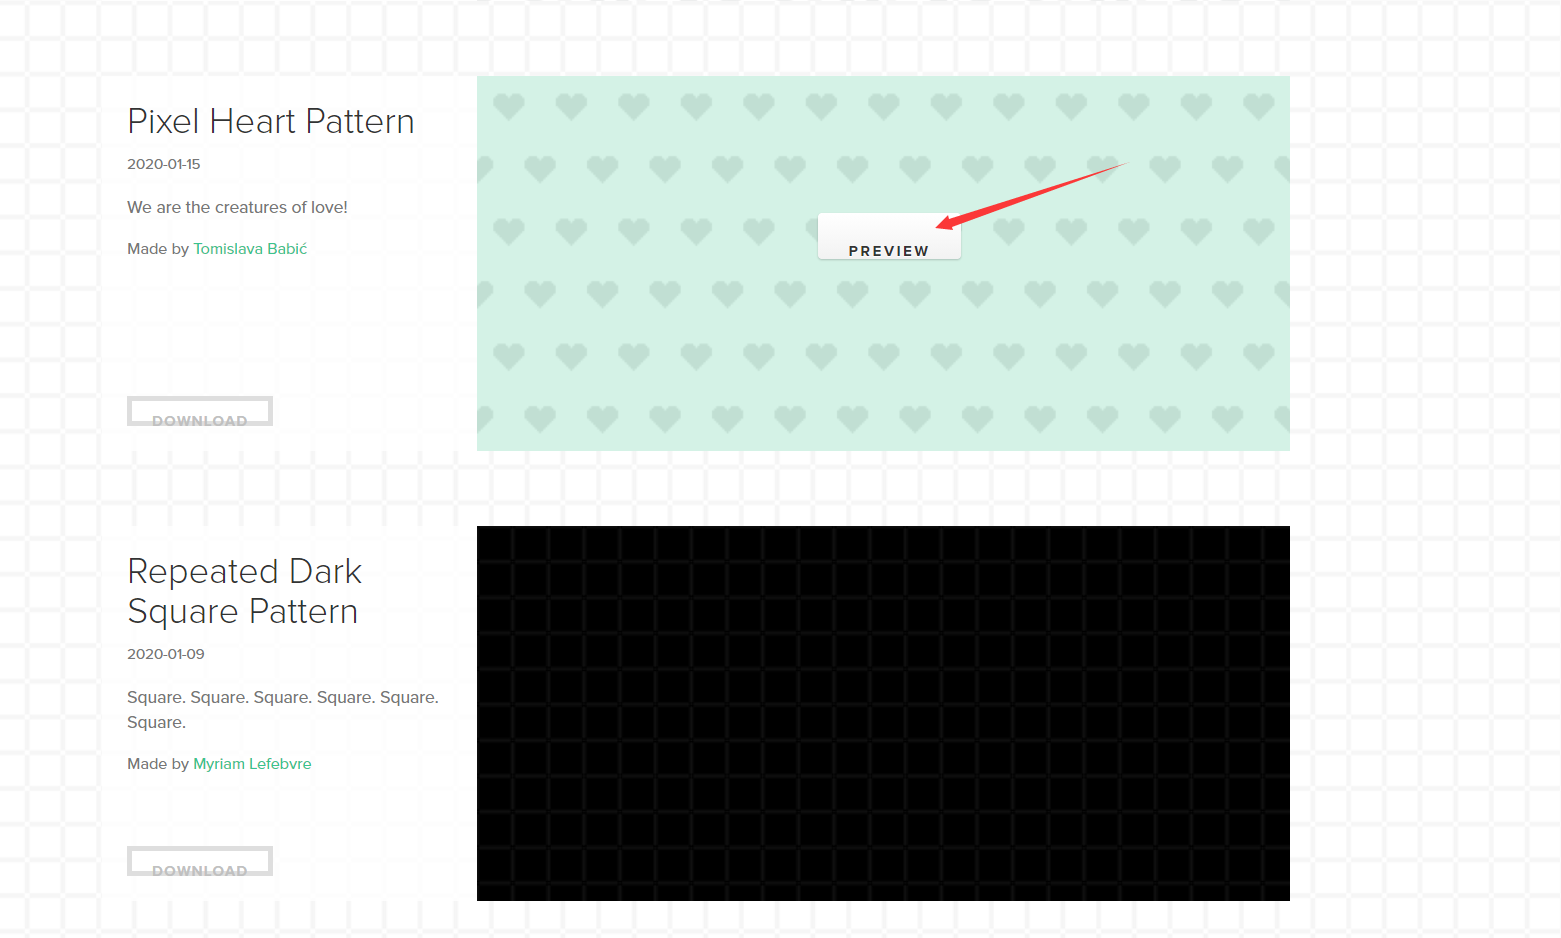 Pixel Heart Pattern
2020-01-15
We are the creatures of love!
Made by Tomislava Babić
DOWNLOAD
PREVIEW
Repeated Dark
Square Pattern
2020-01-09
Square. Square. Square. Square. Square.
Square.
Made by Myriam Lefebvre
DOWNLOAD